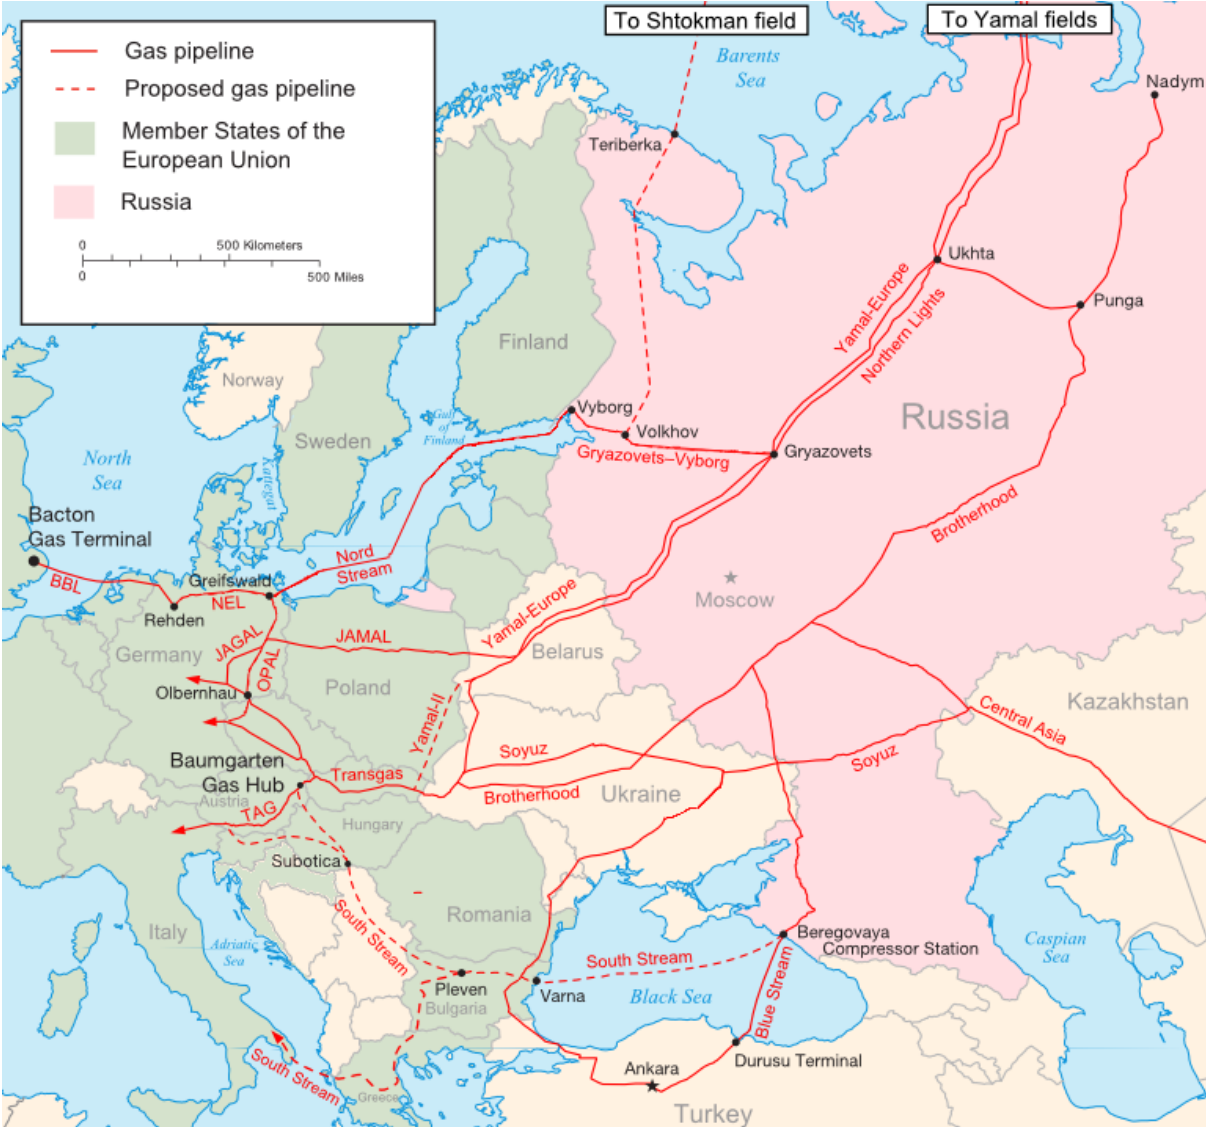 To Shtokman field
To Yamal fields
Gas pipeline
Proposed gas pipeline
Member States of the
European Union
Russia
0
500 Kilometers
0
500 Miles
Barents
Sea
Nadym
Teriberka
Ukhta
Punga
Yamal-Europe
Northern Lights
Finland
Norway
Sweden
Gulf
of
Finland
Vyborg
Volkhov
Gryazovets
Gryazovets–Vyborg
Russia
North
Sea
Kattegat
Bacton
Gas Terminal
BBL
Brotherhood
Nord
Stream
Greifswald
NEL
Rehden
Moscow
Yamal-Europe
JAGAL
JAMAL
OPAL
Germany
Belarus
Olbernhau
Poland
Yamal-II
Kazakhstan
Central Asia
Baumgarten
Gas Hub
Transgas
Soyuz
Soyuz
Brotherhood
Ukraine
Austria
TAG
Hungary
Subotica
South Stream
Romania
Italy
Adriatic
Sea
Beregovaya
Compressor Station
South Stream
Blue Stream
Caspian
Sea
Pleven
Bulgaria
Varna
Black Sea
South Stream
Durusu Terminal
Ankara
Greece
Turkey